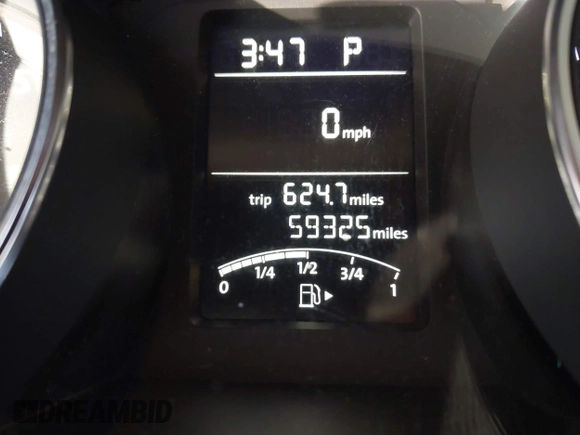 3:47 P
0 mph
trip 624.7 miles
59325 miles
0 1/4 1/2 3/4 1
DREAMBID